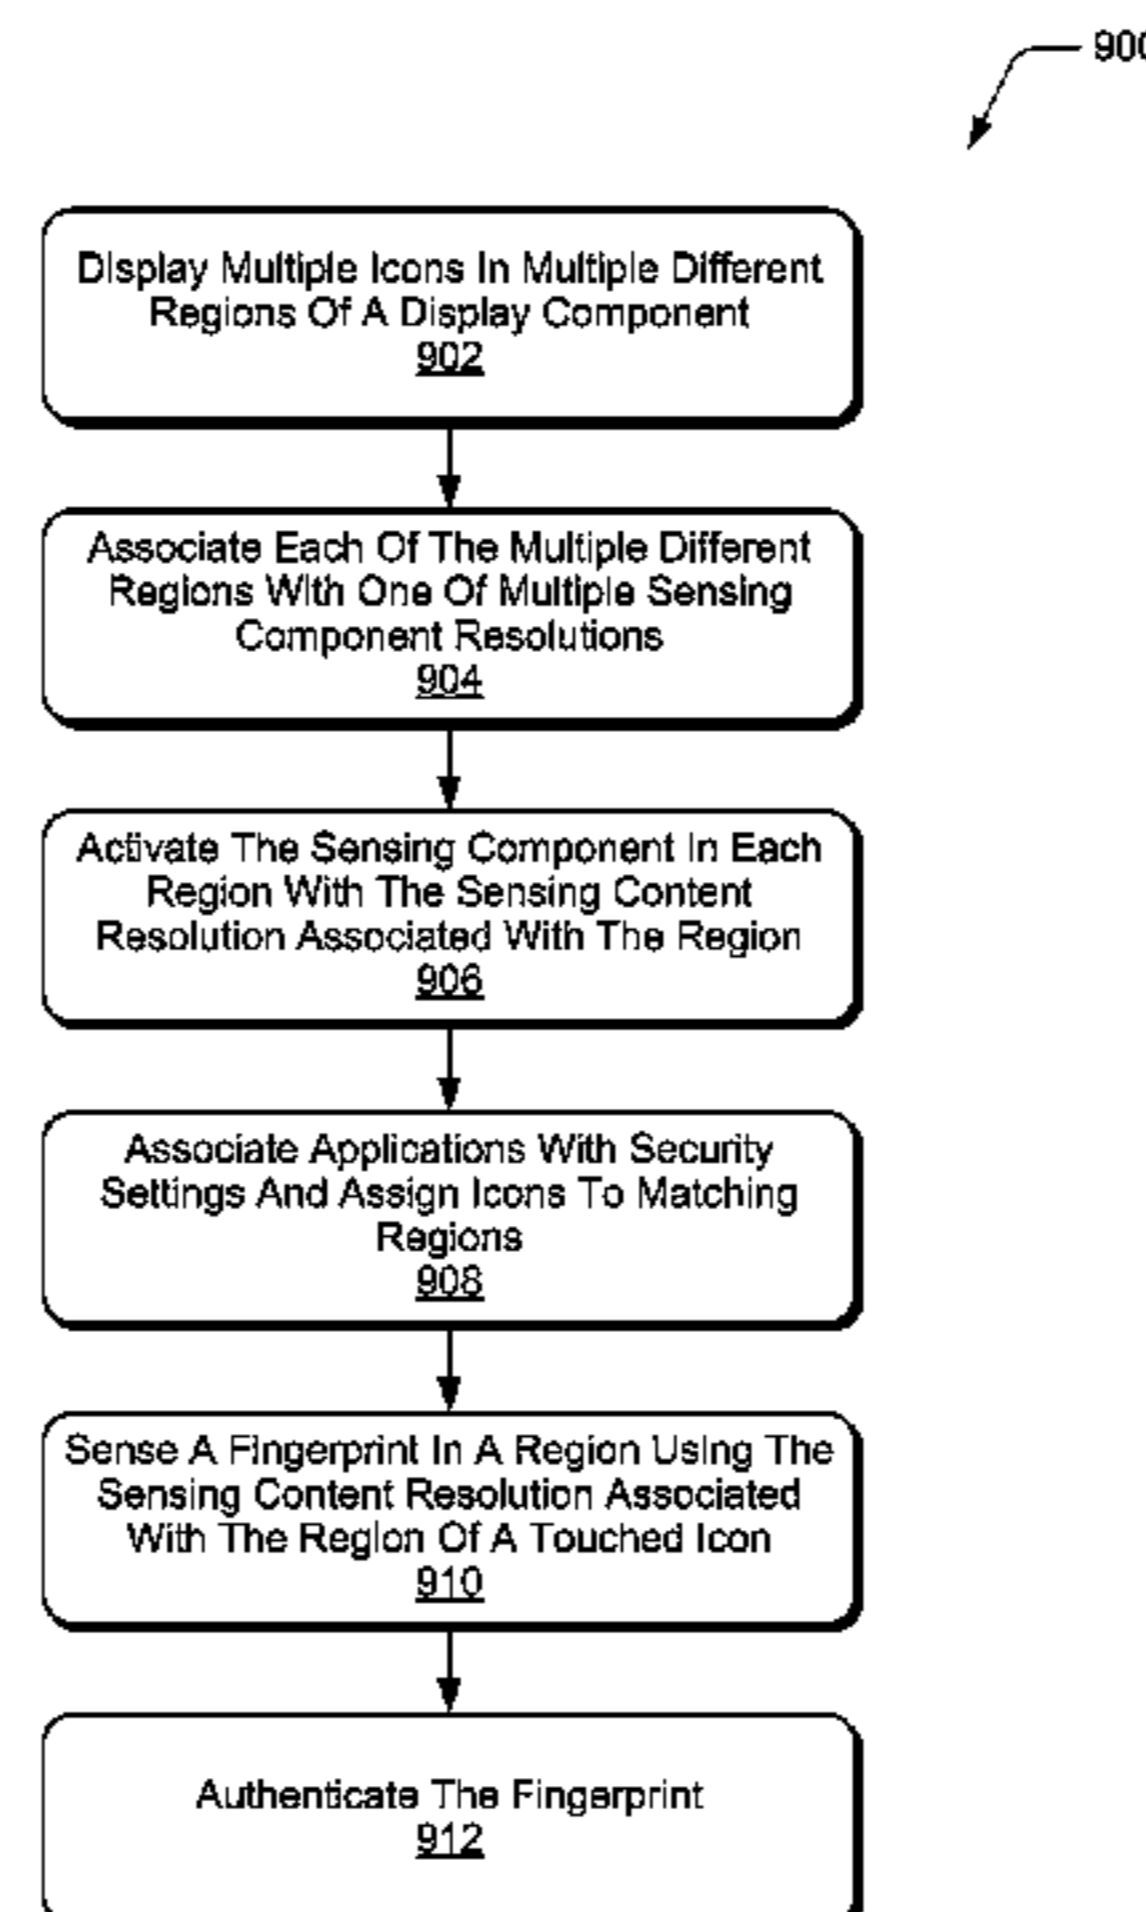 900
Display Multiple Icons In Multiple Different
Regions Of A Display Component
902
Associate Each Of The Multiple Different
Regions With One Of Multiple Sensing
Component Resolutions
904
Activate The Sensing Component In Each
Region With The Sensing Content
Resolution Associated With The Region
906
Associate Applications With Security
Settings And Assign Icons To Matching
Regions
908
Sense A Fingerprint In A Region Using The
Sensing Content Resolution Associated
With The Region Of A Touched Icon
910
Authenticate The Fingerprint
912